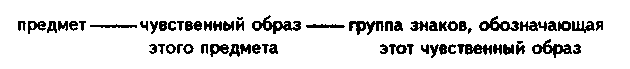 предмет — чувственный образ — группа знаков, обозначающая
этого предмета этот чувственный образ